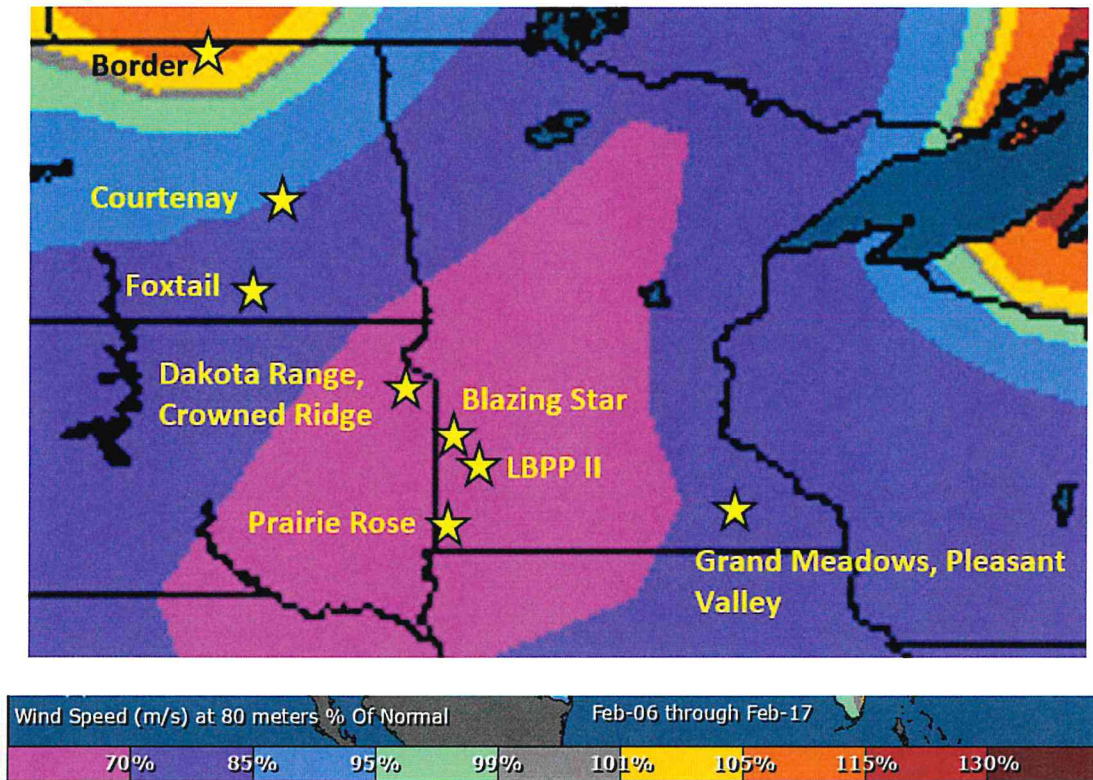 Border
Courtenay
Foxtail
Dakota Range,
Crowned Ridge
Blazing Star
LBPP II
Prairie Rose
Grand Meadows, Pleasant
Valley
Wind Speed (m/s) at 80 meters % Of Normal
Feb-06 through Feb-17
70% 85% 95% 99% 101% 105% 115% 130%